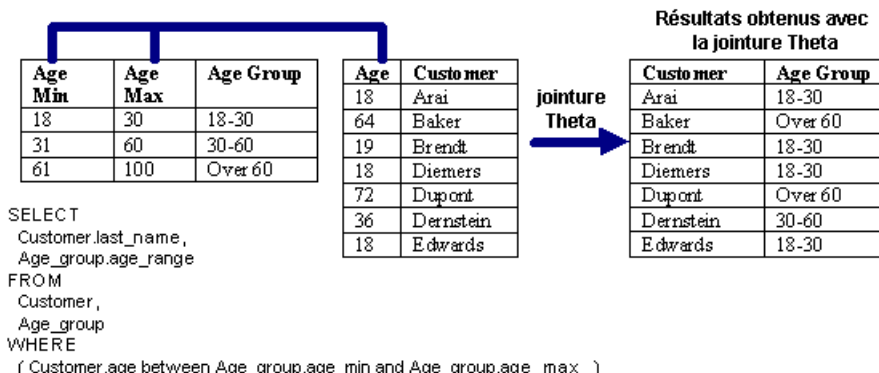 Résultats obtenus avec
la jointure Theta
Age Min Age Max Age Group
18 30 18-30
31 60 30-60
61 100 Over 60
Age Customer
18 Arai
64 Baker
19 Brendt
18 Diemers
72 Dupont
36 Dernstein
18 Edwards
jointure
Theta
Customer Age Group
Arai 18-30
Baker Over 60
Brendt 18-30
Diemers 18-30
Dupont Over 60
Dernstein 30-60
Edwards 18-30
SELECT
Customer.last_name,
Age_group.age_range
FROM
Customer,
Age_group
WHERE
( Customer.age between Age_group.age_min and Age_group.age_max )